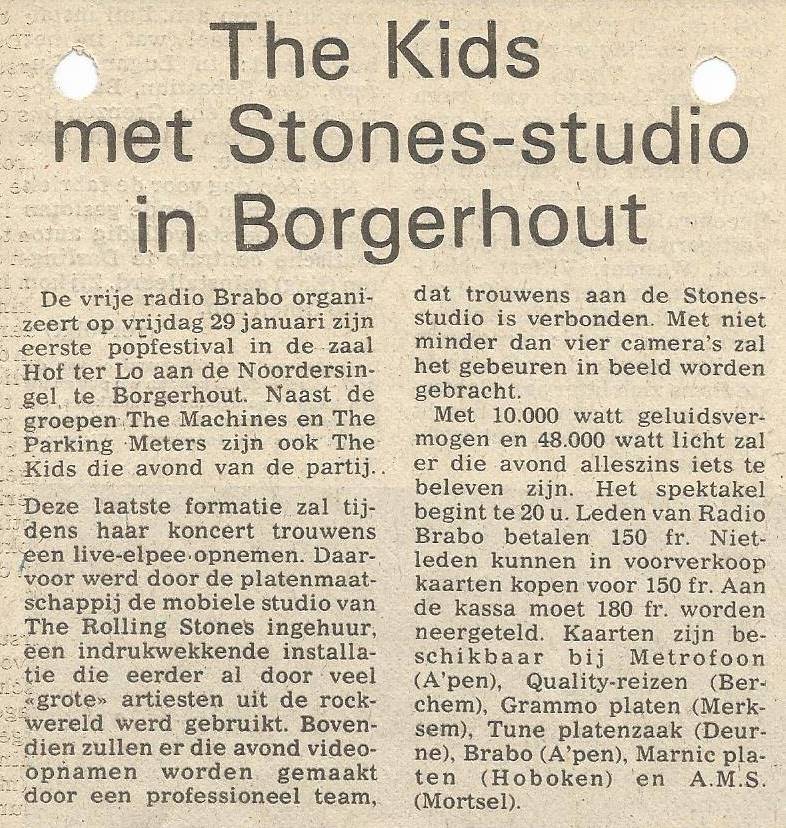 The Kids
met Stones-studio
in Borgerhout
De vrije radio Brabo organi-
zeert op vrijdag 29 januari zijn
eerste popfestival in de zaal
Hof ter Lo aan de Noordersin-
gel te Borgerhout. Naast de
groepen The Machines en The
Parking Meters zijn ook The
Kids die avond van de partij..
Deze laatste formatie zal tij-
dens haar koncert trouwens
een live-elpee opnemen. Daar-
voor werd door de platenmaat-
schappij de mobiele studio van
The Rolling Stones ingehuur,
een indrukwekkende installa-
tie die eerder al door veel
«grote» artiesten uit de rock-
wereld werd gebruikt. Boven-
dien zullen er die avond video-
opnamen worden gemaakt
door een professioneel team,
dat trouwens aan de Stones-
studio is verbonden. Met niet
minder dan vier camera's zal
het gebeuren in beeld worden
gebracht.
Met 10.000 watt geluidsver-
mogen en 48.000 watt licht zal
er die avond alleszins iets te
beleven zijn. Het spektakel
begint te 20 u. Leden van Radio
Brabo betalen 150 fr. Niet-
leden kunnen in voorverkoop
kaarten kopen voor 150 fr. Aan
de kassa moet 180 fr. worden
neergeteld. Kaarten zijn be-
schikbaar bij Metrofoon
(A'pen), Quality-reizen (Ber-
chem), Grammo platen (Merk-
sem), Tune platenzaak (Deur-
ne), Brabo (A'pen), Marnic pla-
ten (Hoboken) en A.M.S.
(Mortsel).